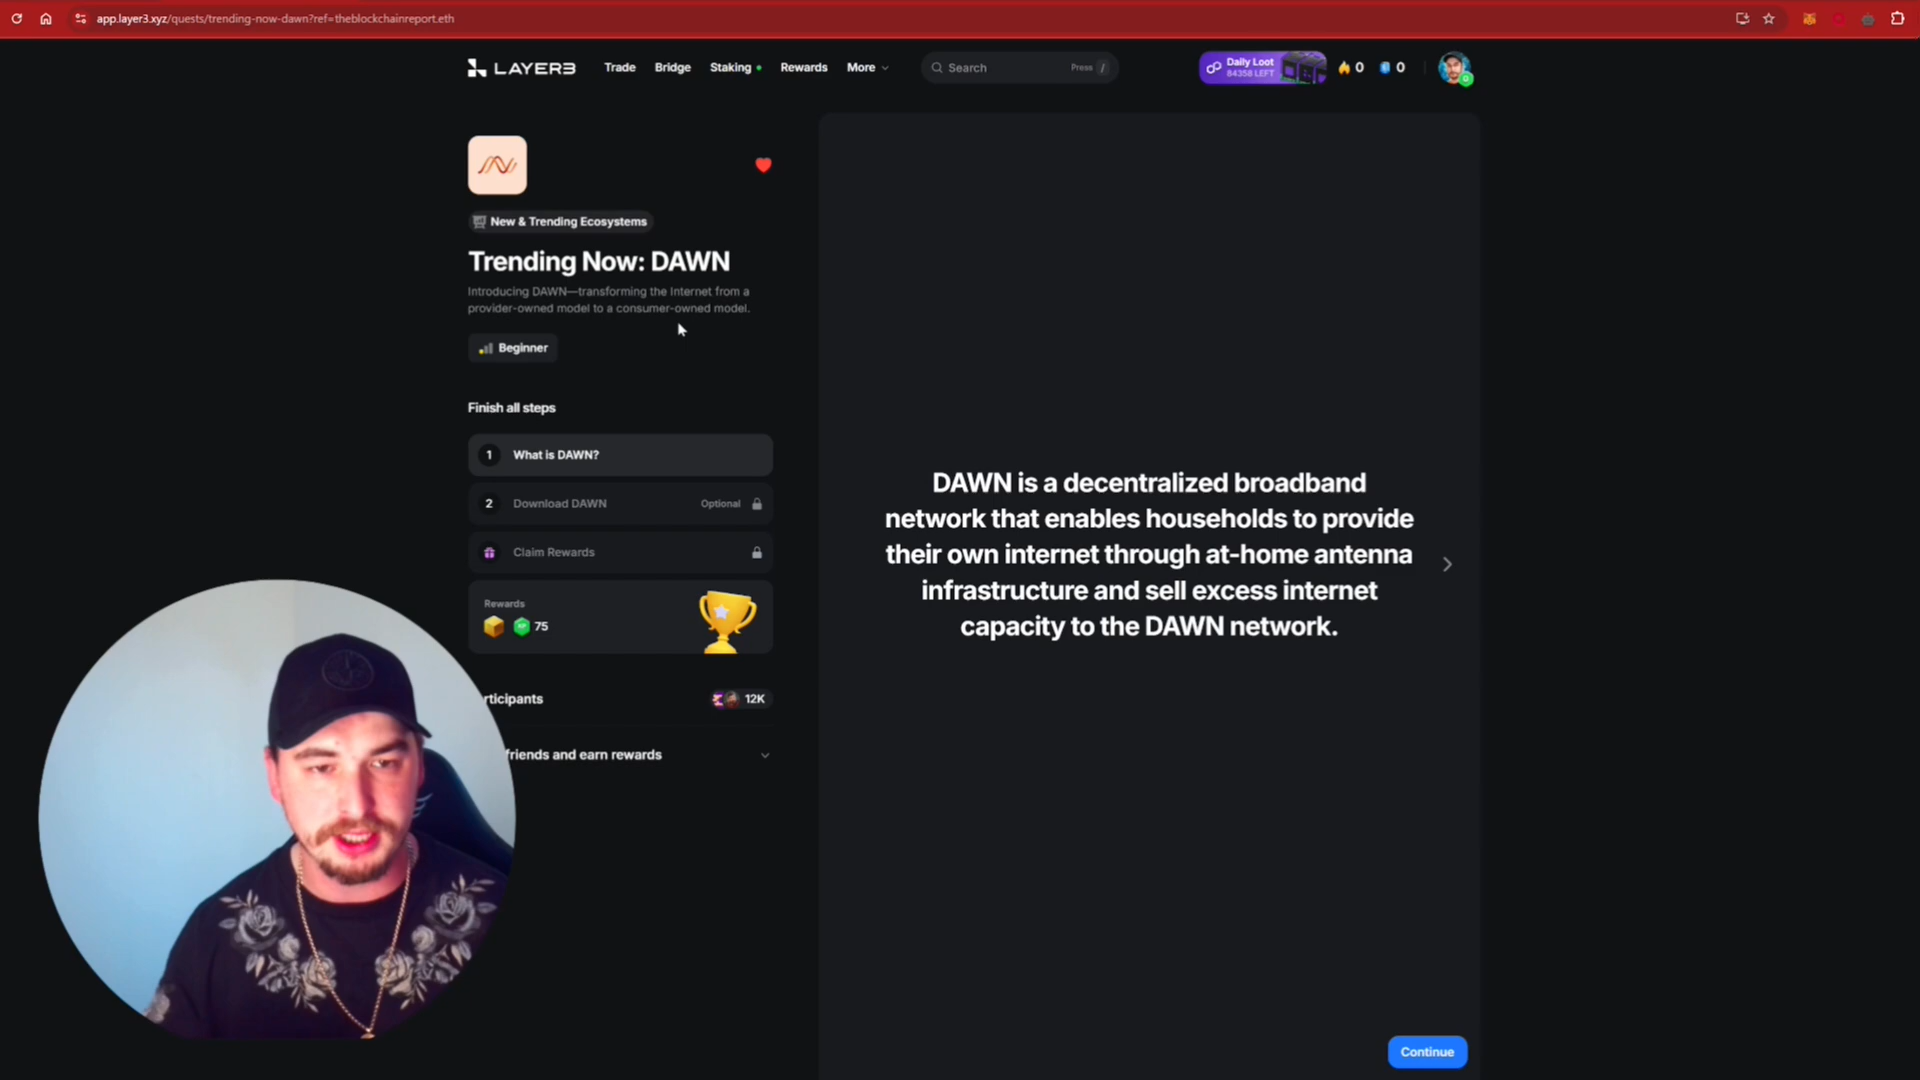 app.layer3.xyz/quests/trending-now-dawn?ref=theblockchainreport.eth
LAYER3
Trade
Bridge
Staking
Rewards
More
Search
Press /
Daily Loot
84358 LEFT
0
0
New & Trending Ecosystems
Trending Now: DAWN
Introducing DAWN—transforming the Internet from a
provider-owned model to a consumer-owned model.
Beginner
Finish all steps
1 What is DAWN?
2 Download DAWN Optional
Claim Rewards
Rewards
75
rticipants 12K
friends and earn rewards
DAWN is a decentralized broadband
network that enables households to provide
their own internet through at-home antenna
infrastructure and sell excess internet
capacity to the DAWN network.
Continue